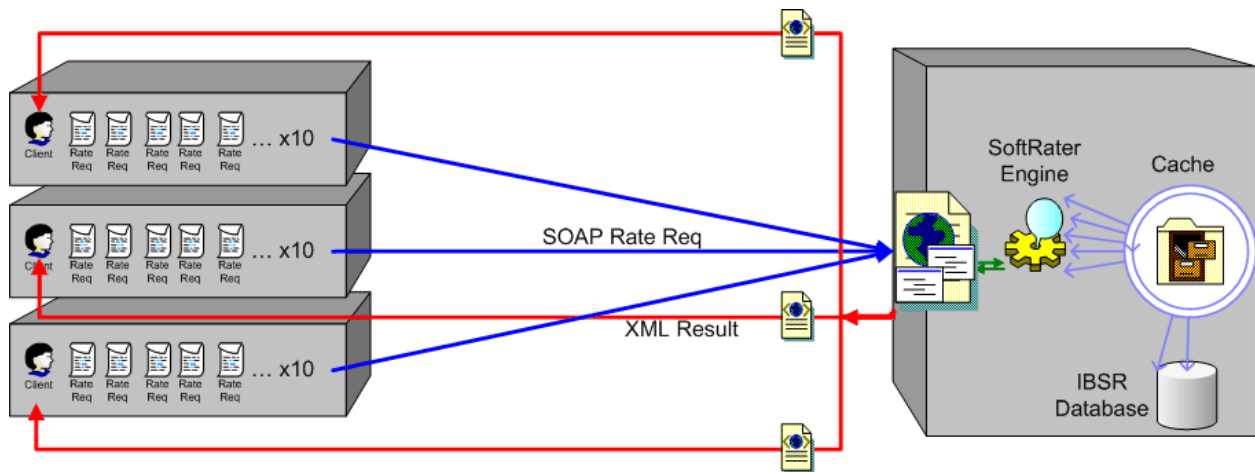 Client
Rate Req
Rate Req
Rate Req
Rate Req
Rate Req
... x10
Client
Rate Req
Rate Req
Rate Req
Rate Req
Rate Req
... x10
Client
Rate Req
Rate Req
Rate Req
Rate Req
Rate Req
... x10
SOAP Rate Req
XML Result
SoftRater
Engine
Cache
IBSR
Database